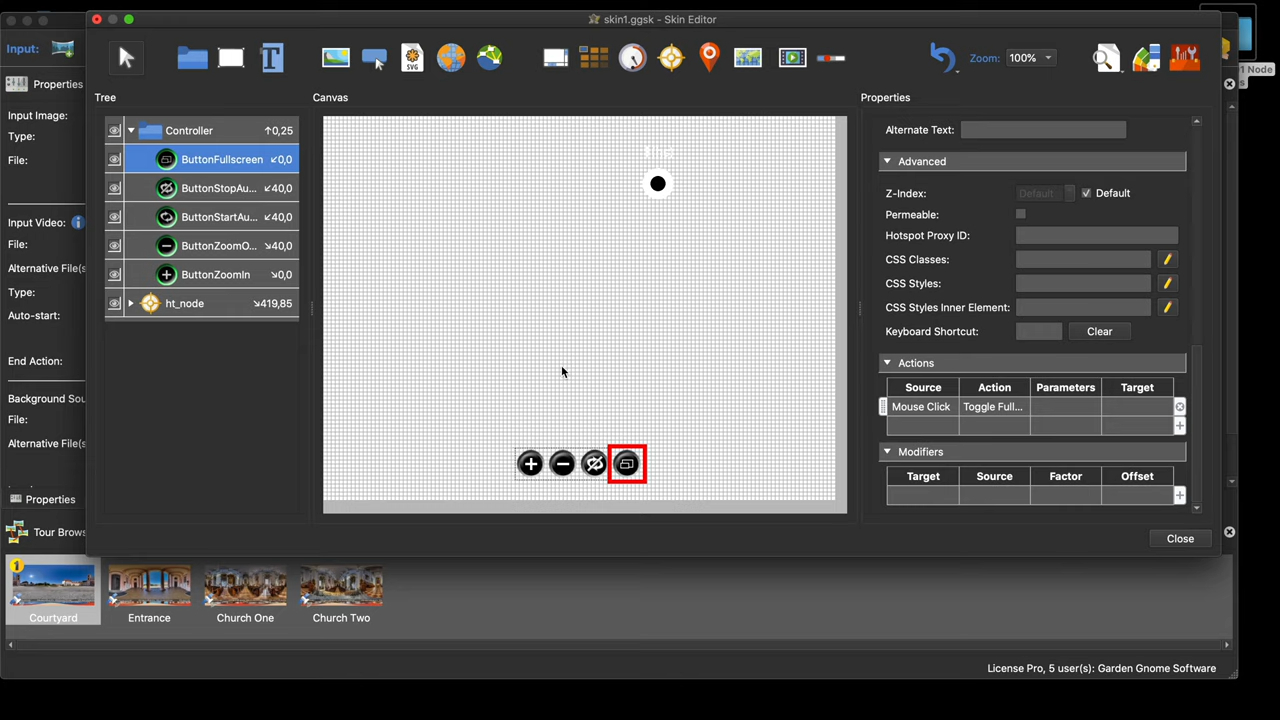 skin1.ggsk - Skin Editor
Input:
Zoom: 100%
SVG
Node
Properties
Tree
Canvas
Properties
Input Image:
Type:
File:
Input Video:
File:
Alternative File(s
Type:
Auto-start:
End Action:
File:
Alternative File(s
Controller ↑0,25
ButtonFullscreen ↙0,0
ButtonStopAu... ↙40,0
ButtonStartAu... ↙40,0
ButtonZoomO... ↘40,0
ButtonZoomIn ↘0,0
ht_node ↘419,85
Alternate Text:
Advanced
Z-Index: Default Default
Permeable:
Hotspot Proxy ID:
CSS Classes:
CSS Styles:
CSS Styles Inner Element:
Keyboard Shortcut: Clear
Actions
Source Action Parameters Target
Mouse Click Toggle Full...
Modifiers
Target Source Factor Offset
Close
Properties
Tour Brows
1
Courtyard
Entrance
Church One
Church Two
License Pro, 5 user(s): Garden Gnome Software